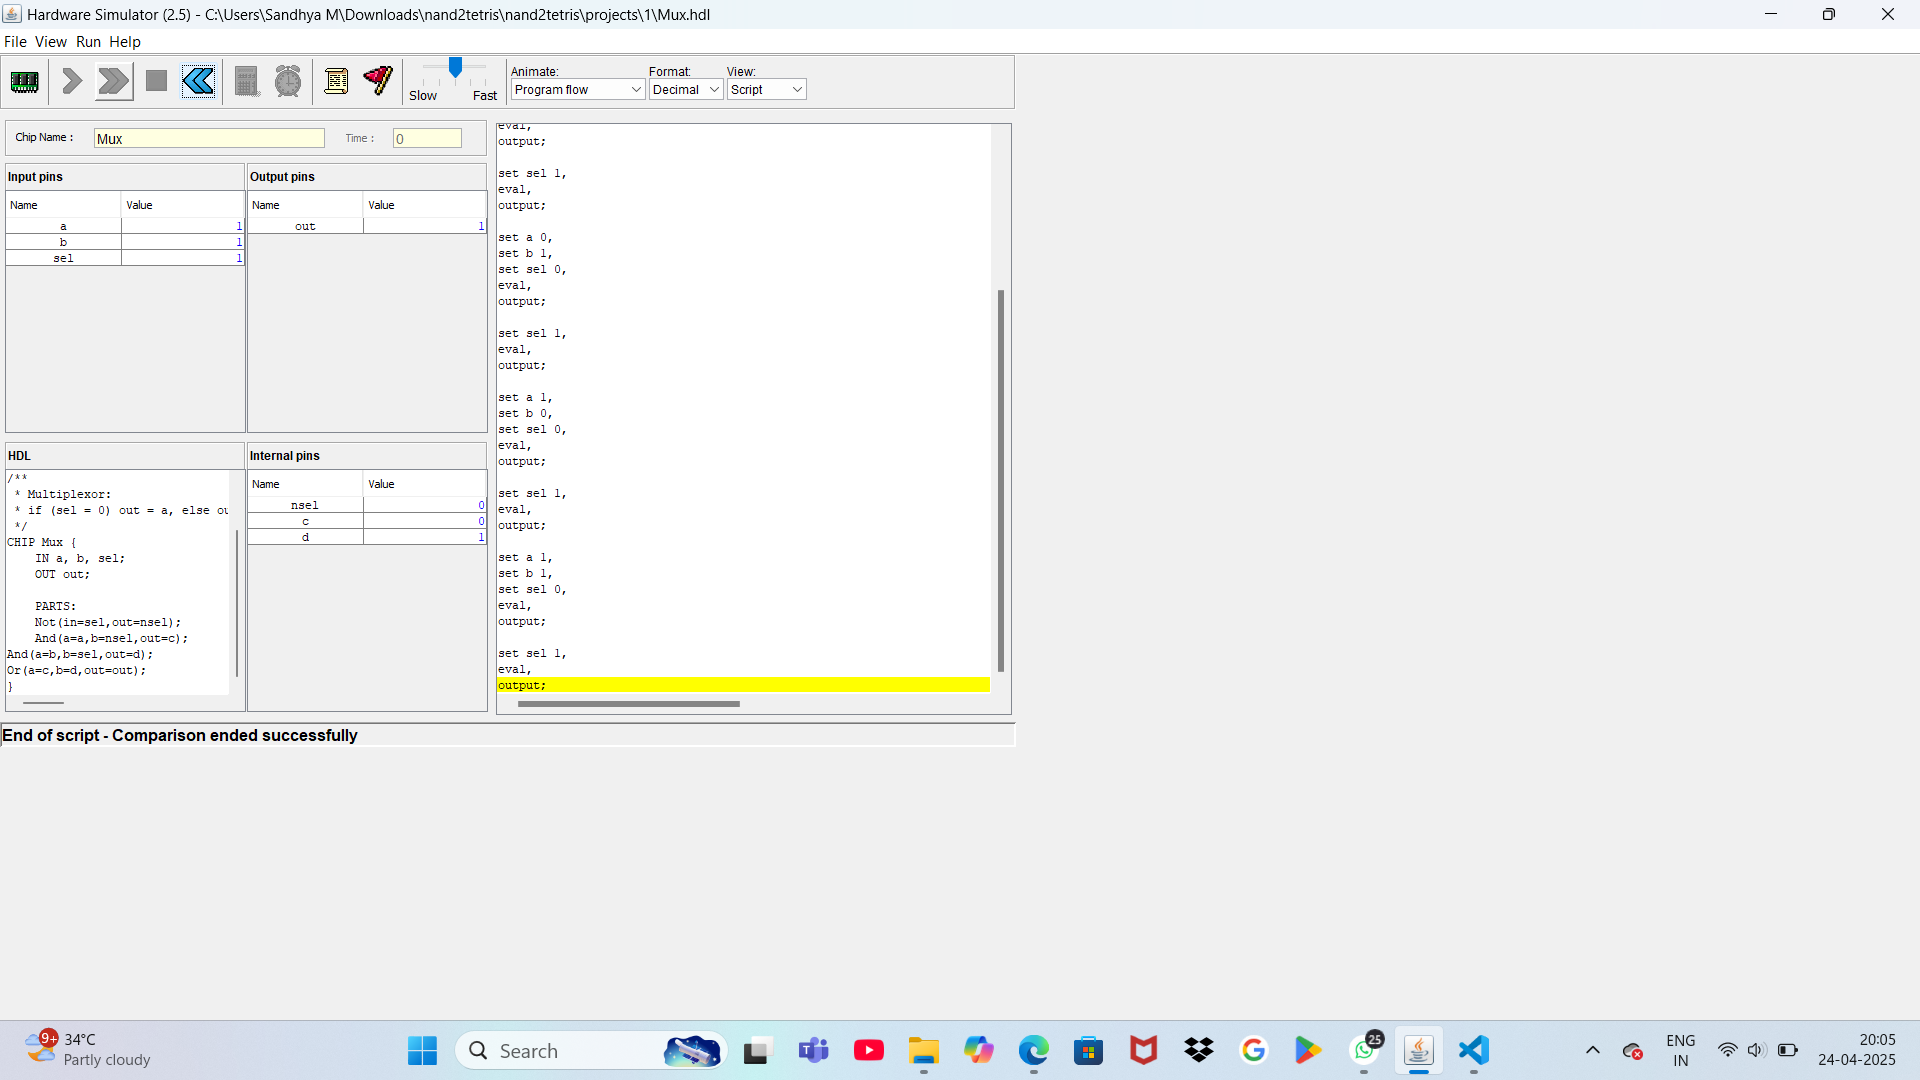 Hardware Simulator (2.5) - C:\Users\Sandhya M\Downloads\nand2tetris\nand2tetris\projects\1\Mux.hdl
File View Run Help
Slow Fast
Animate: Format: View:
Program flow Decimal Script
Chip Name : Mux Time : 0
Input pins
Name Value
a 1
b 1
sel 1
Output pins
Name Value
out 1
HDL
/**
* Multiplexor:
* if (sel = 0) out = a, else ou
*/
CHIP Mux {
IN a, b, sel;
OUT out;
PARTS:
Not(in=sel,out=nsel);
And(a=a,b=nsel,out=c);
And(a=b,b=sel,out=d);
Or(a=c,b=d,out=out);
}
Internal pins
Name Value
nsel 0
c 0
d 1
eval,
output;
set sel 1,
eval,
output;
set a 0,
set b 1,
set sel 0,
eval,
output;
set sel 1,
eval,
output;
set a 1,
set b 0,
set sel 0,
eval,
output;
set sel 1,
eval,
output;
set a 1,
set b 1,
set sel 0,
eval,
output;
set sel 1,
eval,
output;
End of script - Comparison ended successfully
9+ 34°C
Partly cloudy
Search
25
ENG
IN
20:05
24-04-2025